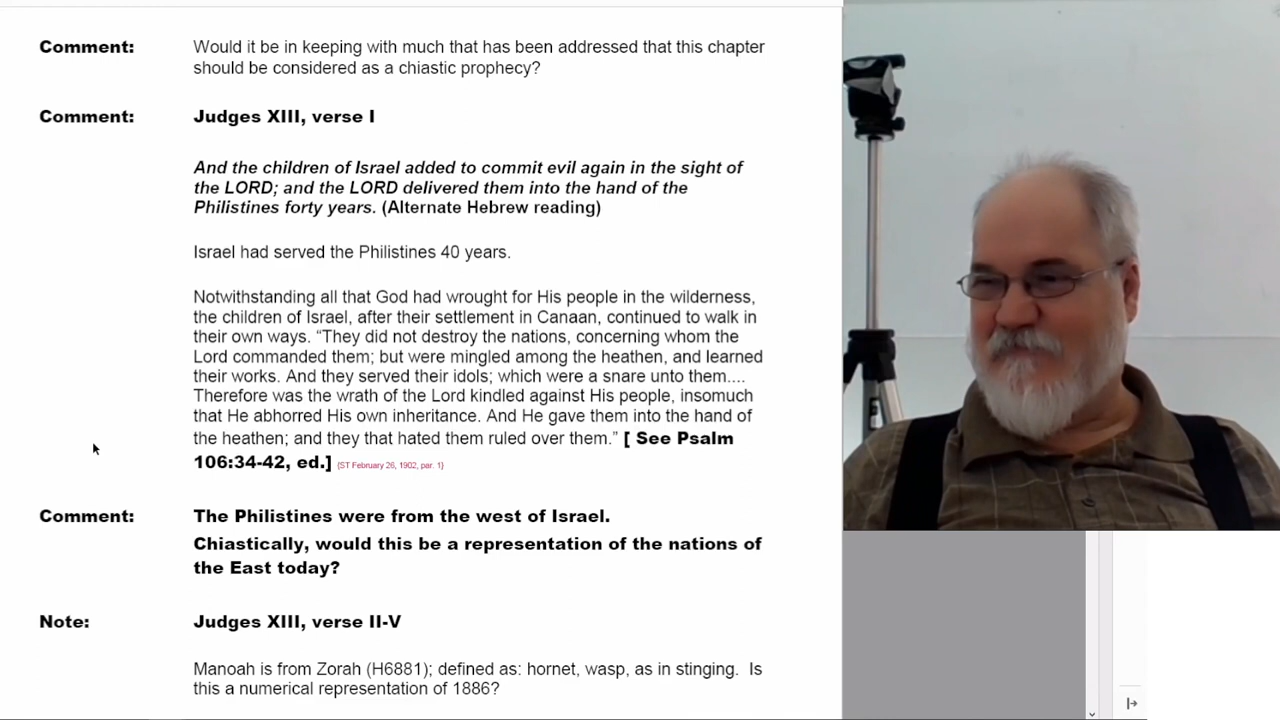 Comment: Would it be in keeping with much that has been addressed that this chapter
should be considered as a chiastic prophecy?
Comment: Judges XIII, verse I
And the children of Israel added to commit evil again in the sight of
the LORD; and the LORD delivered them into the hand of the
Philistines forty years. (Alternate Hebrew reading)
Israel had served the Philistines 40 years.
Notwithstanding all that God had wrought for His people in the wilderness,
the children of Israel, after their settlement in Canaan, continued to walk in
their own ways. “They did not destroy the nations, concerning whom the
Lord commanded them; but were mingled among the heathen, and learned
their works. And they served their idols; which were a snare unto them....
Therefore was the wrath of the Lord kindled against His people, insomuch
that He abhorred His own inheritance. And He gave them into the hand of
the heathen; and they that hated them ruled over them.” [ See Psalm
106:34-42, ed.] {ST February 26, 1902, par. 1}
Comment: The Philistines were from the west of Israel.
Chiastically, would this be a representation of the nations of
the East today?
Note: Judges XIII, verse II-V
Manoah is from Zorah (H6881); defined as: hornet, wasp, as in stinging. Is
this a numerical representation of 1886?